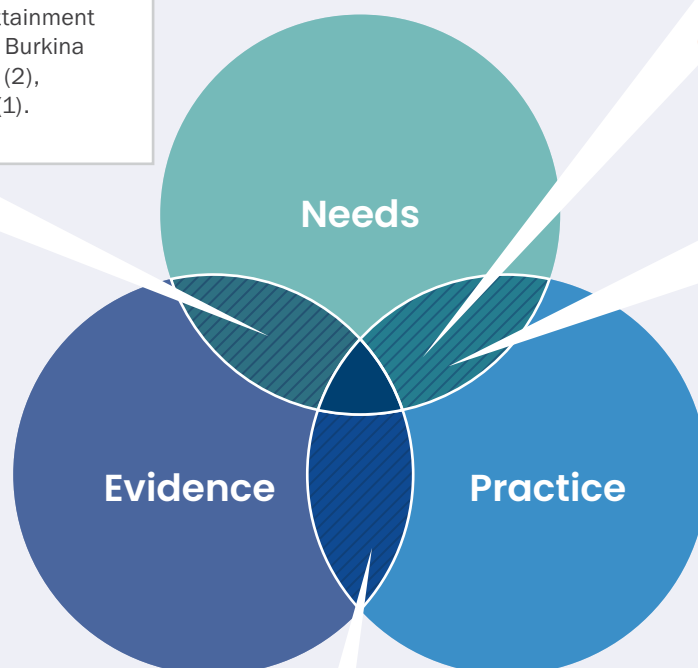 tainment
Burkina
(2),
(1).
Needs
Evidence
Practice